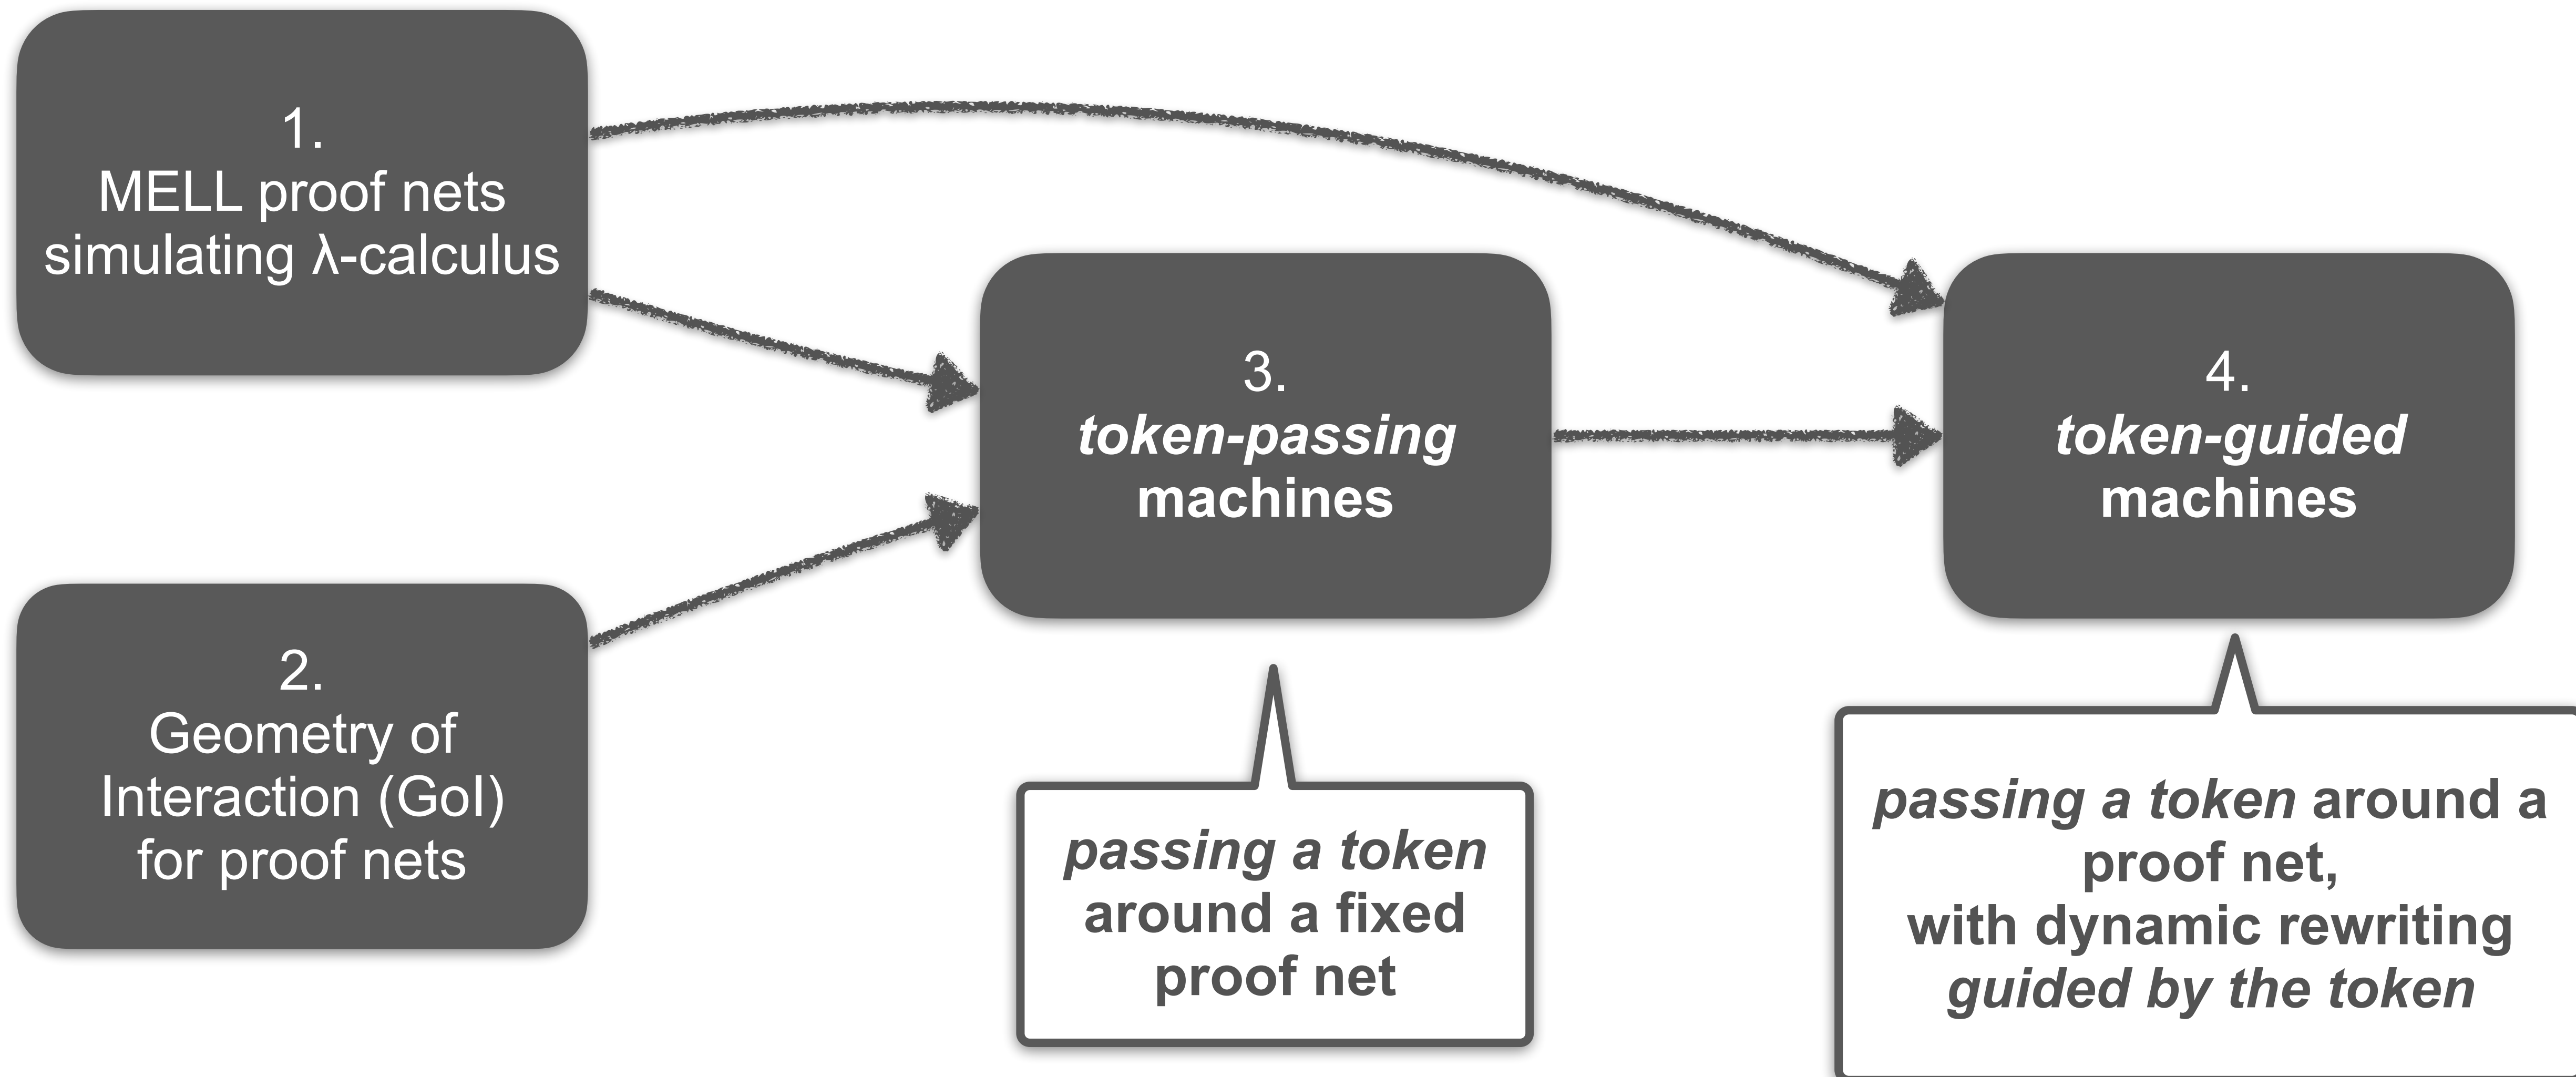 1.
MELL proof nets
simulating λ-calculus
2.
Geometry of
Interaction (GoI)
for proof nets
3.
token-passing
machines
passing a token
around a fixed
proof net
4.
token-guided
machines
passing a token around a
proof net,
with dynamic rewriting
guided by the token